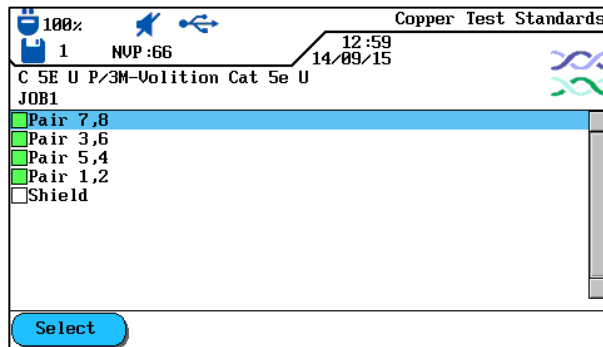 100% Copper Test Standards
1 NVP:66 12:59
14/09/15
C 5E U P/3M-Volition Cat 5e U
JOB1
Pair 7,8
Pair 3,6
Pair 5,4
Pair 1,2
Shield
Select